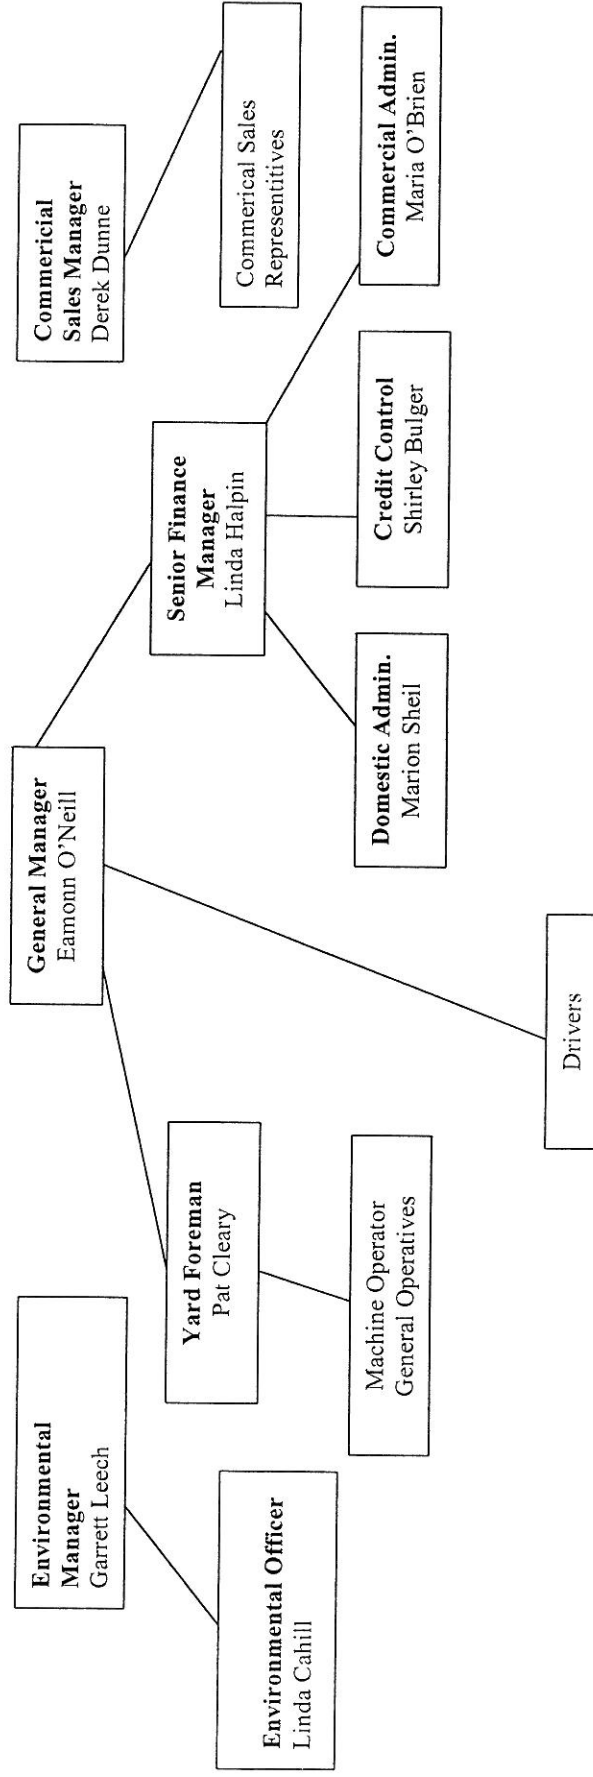 Environmental
Manager
Garrett Leech
General Manager
Eamonn O'Neill
Commericial
Sales Manager
Derek Dunne
Environmental Officer
Linda Cahill
Yard Foreman
Pat Cleary
Senior Finance
Manager
Linda Halpin
Commerical Sales
Representitives
Machine Operator
General Operatives
Domestic Admin.
Marion Sheil
Credit Control
Shirley Bulger
Commercial Admin.
Maria O'Brien
Drivers